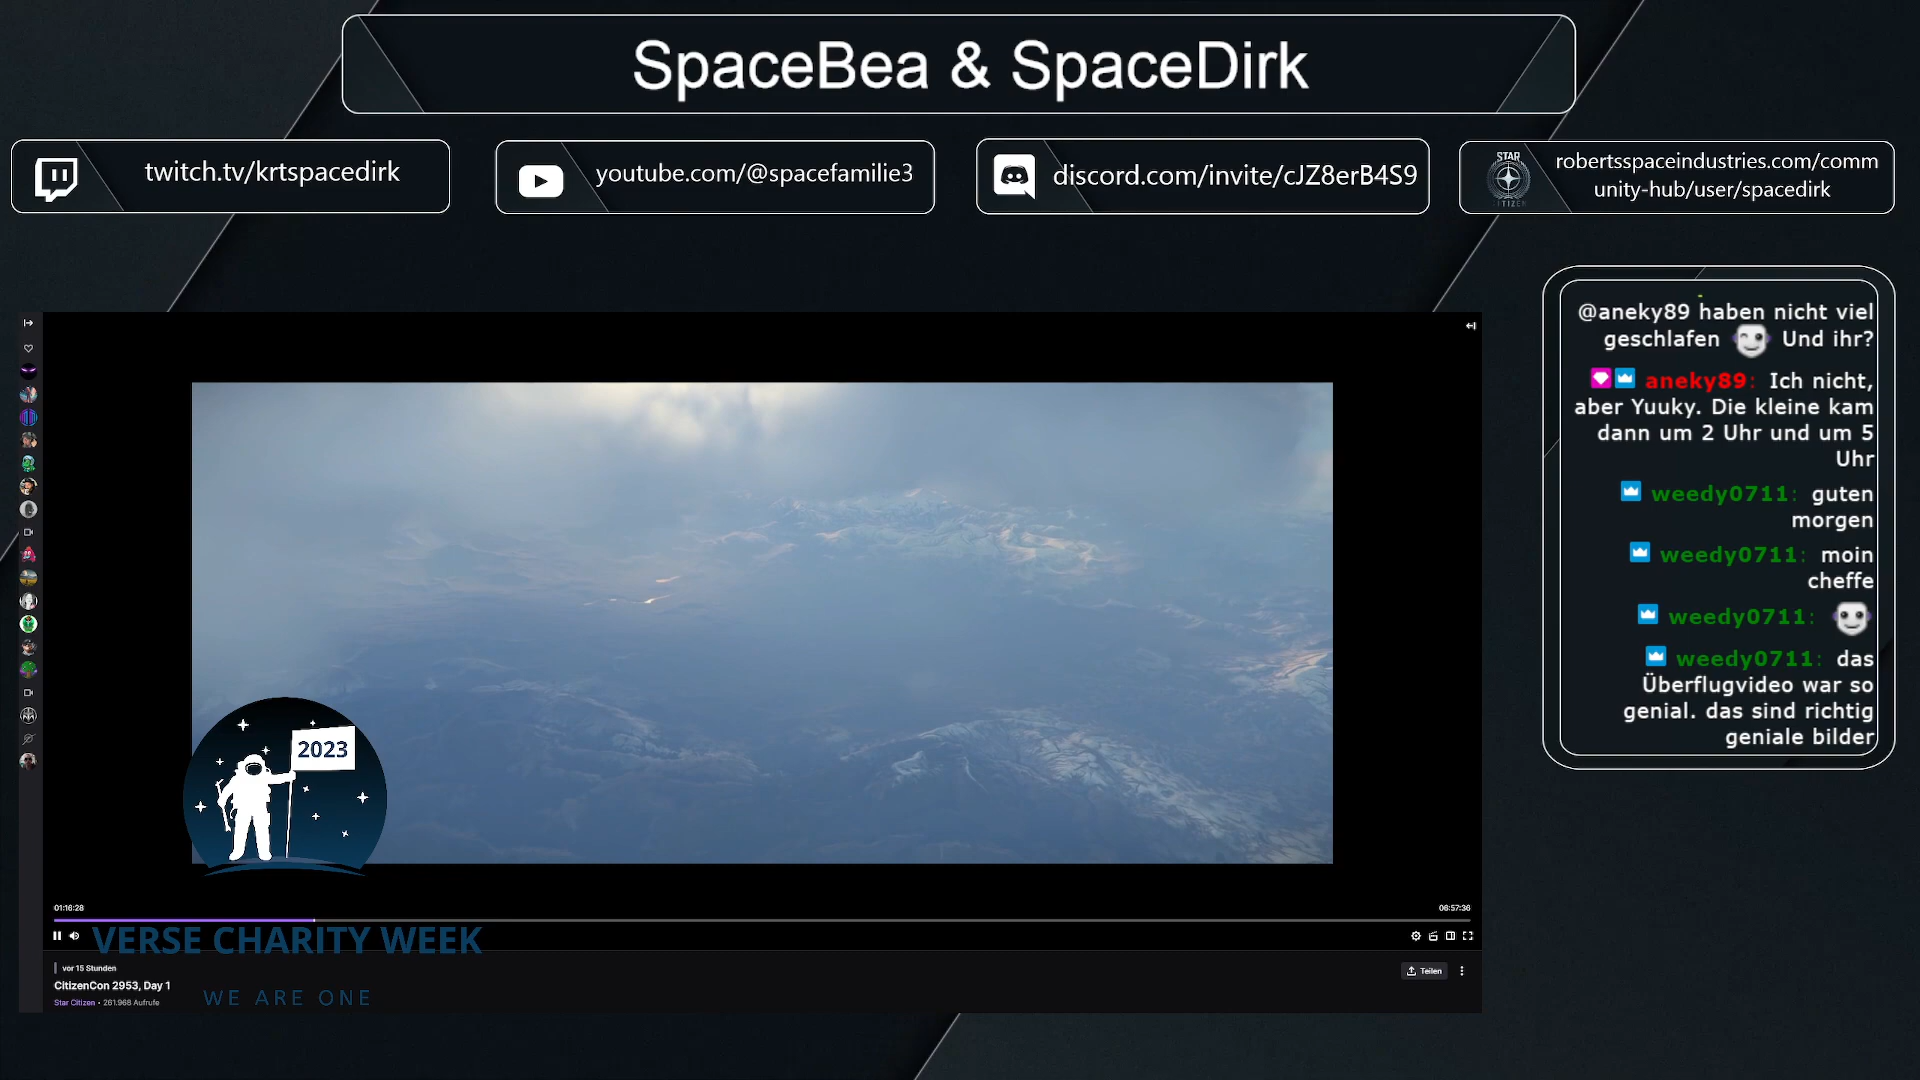 SpaceBea & SpaceDirk
twitch.tv/krtspacedirk
youtube.com/@spacefamilie3
discord.com/invite/cJZ8erB4S9
STAR
CITIZEN
robertsspaceindustries.com/comm
unity-hub/user/spacedirk
@aneky89 haben nicht viel
geschlafen Und ihr?
aneky89: Ich nicht,
aber Yuuky. Die kleine kam
dann um 2 Uhr und um 5
Uhr
weedy0711: guten
morgen
weedy0711: moin
cheffe
weedy0711:
weedy0711: das
Überflugvideo war so
genial. das sind richtig
geniale bilder
2023
01:16:28
06:57:36
VERSE CHARITY WEEK
vor 15 Stunden
CitizenCon 2953, Day 1
Teilen
Star Citizen • 261.968 Aufrufe
WE ARE ONE